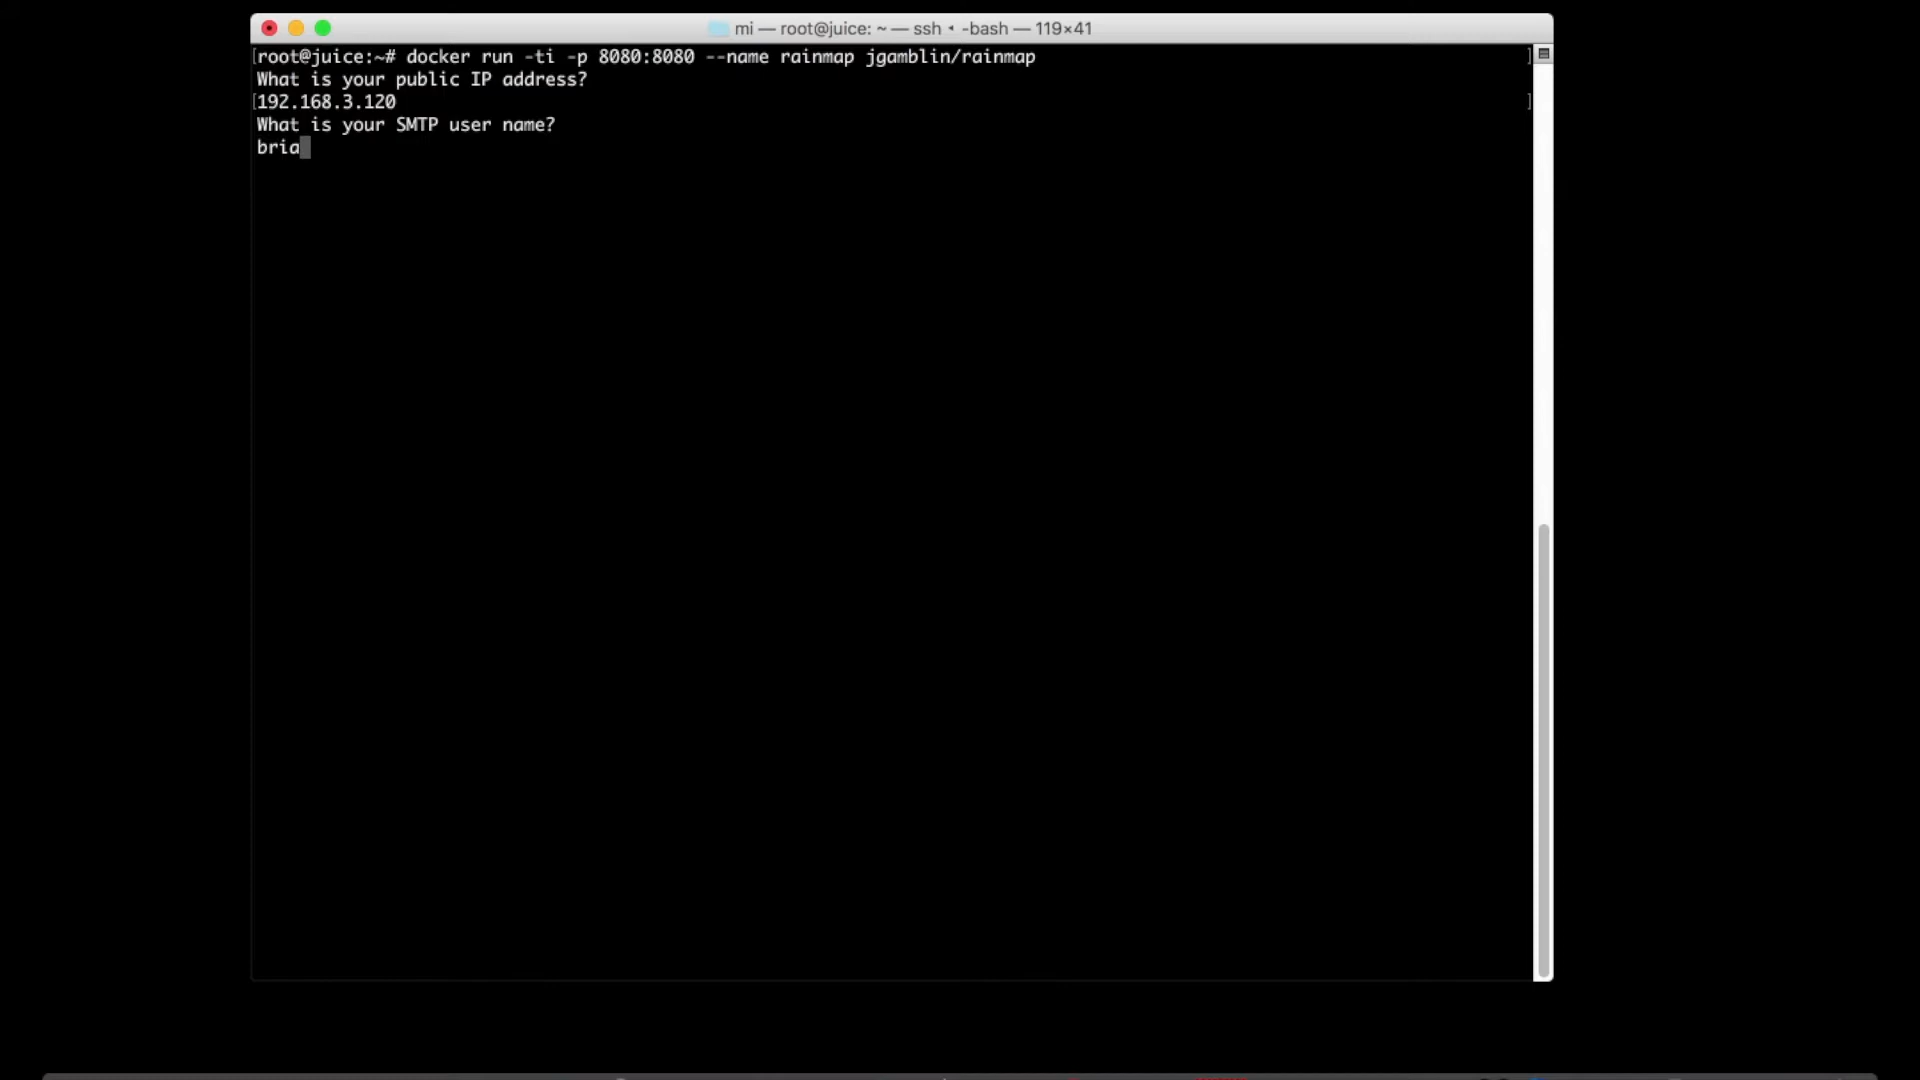 mi — root@juice: ~ — ssh ◂ -bash — 119×41
[root@juice:~# docker run -ti -p 8080:8080 --name rainmap jgamblin/rainmap ]
What is your public IP address?
[192.168.3.120 ]
What is your SMTP user name?
bria